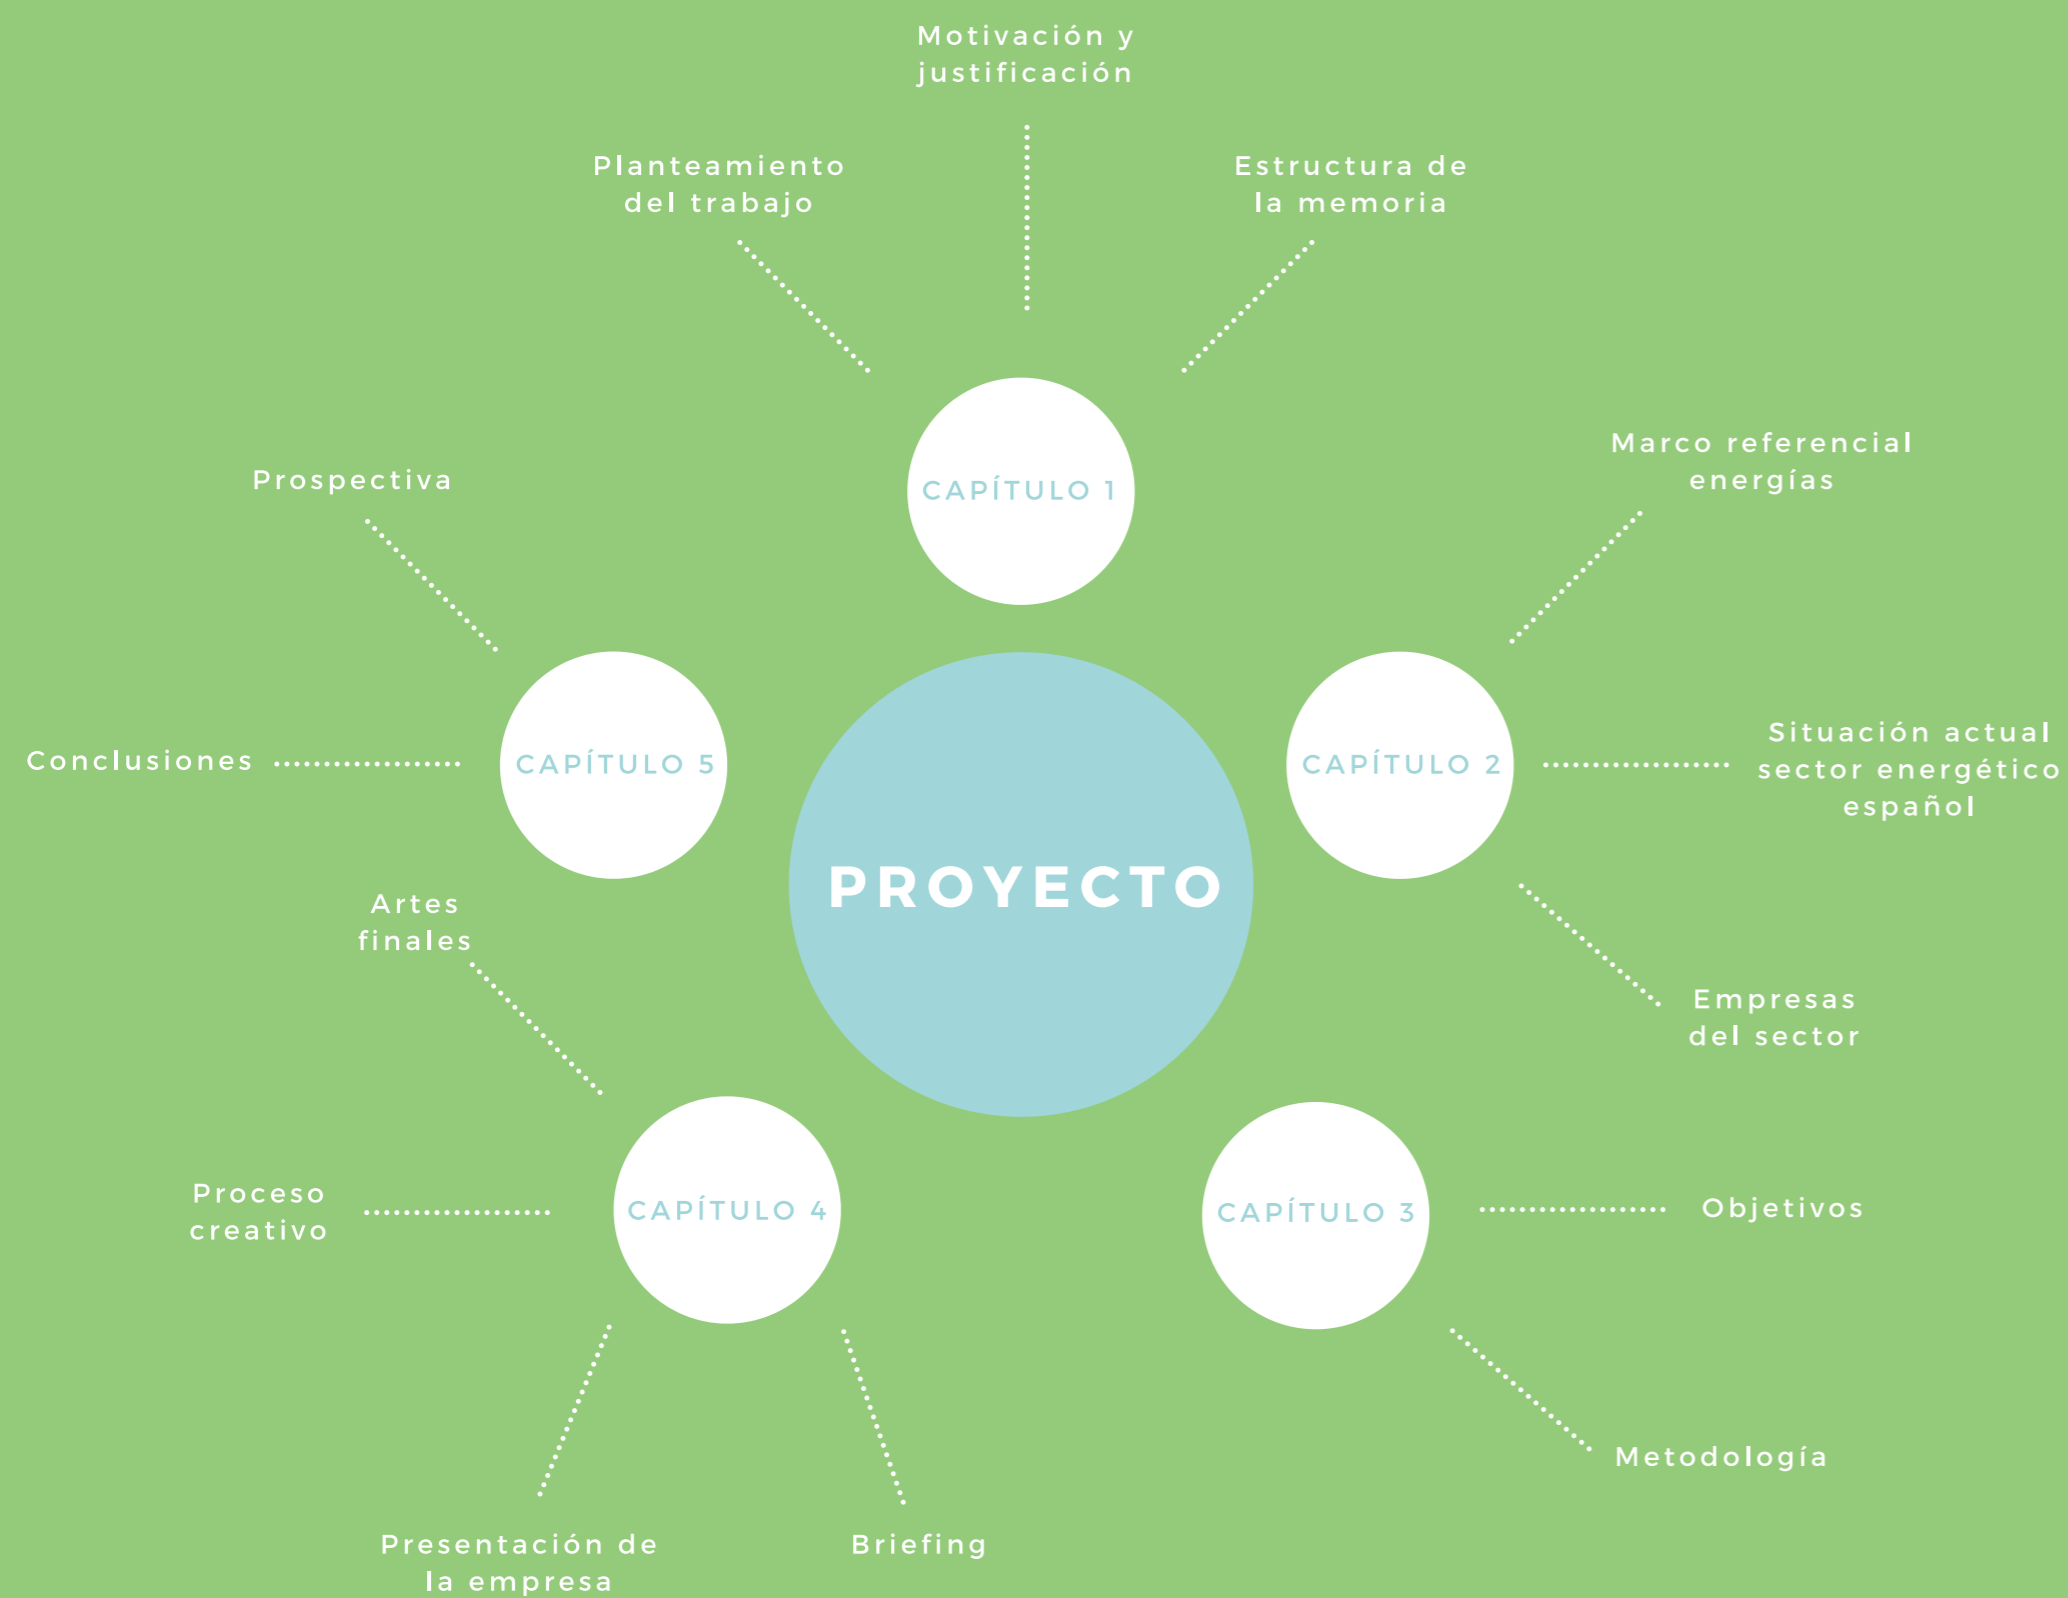 Motivación y
justificación
Planteamiento
del trabajo
Estructura de
la memoria
CAPÍTULO 1
Marco referencial
energías
Situación actual
sector energético
español
Empresas
del sector
CAPÍTULO 2
PROYECTO
Objetivos
Metodología
CAPÍTULO 3
Briefing
Presentación de
la empresa
Proceso
creativo
Artes
finales
CAPÍTULO 4
Conclusiones
Prospectiva
CAPÍTULO 5